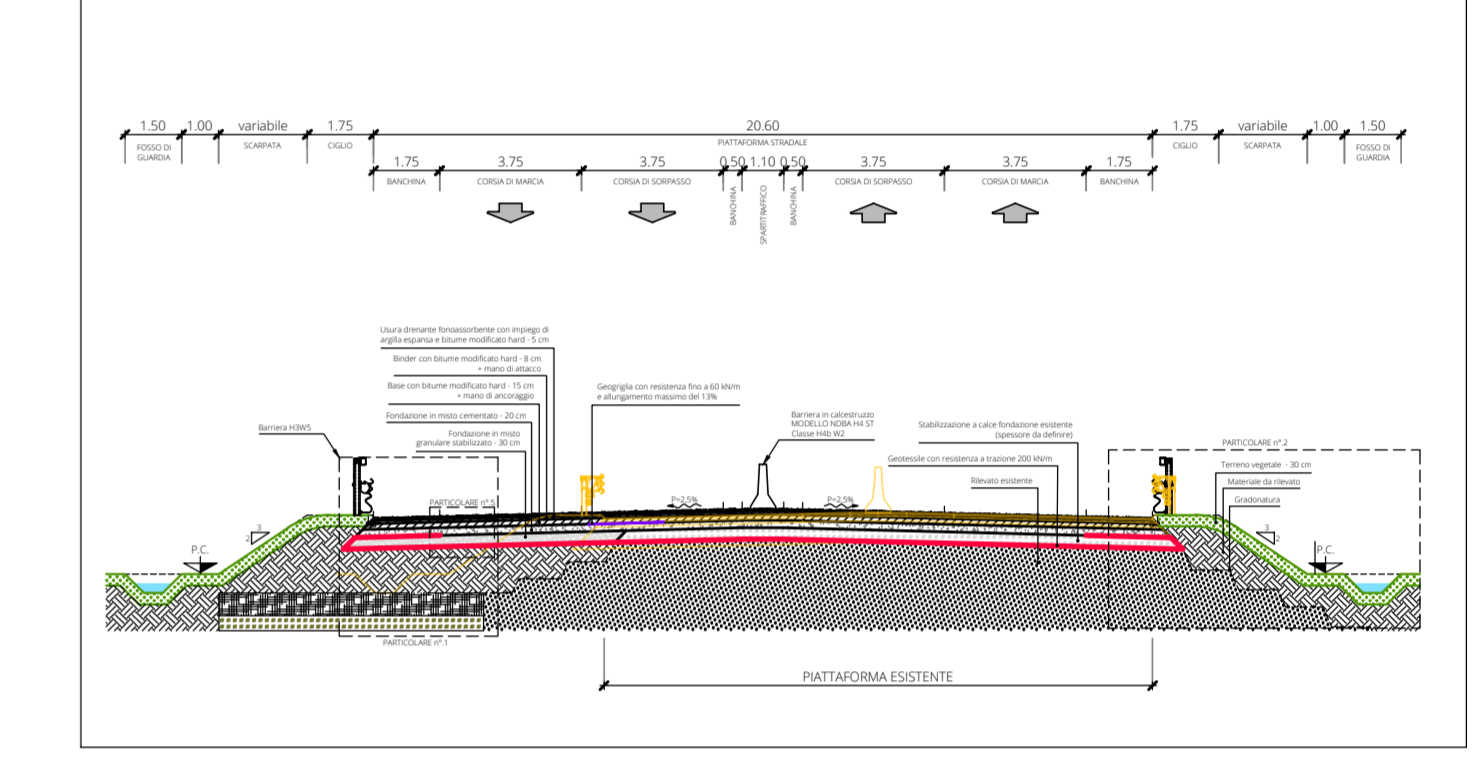 1.50 1.00 variabile 1.75 20.60 1.75 variabile 1.00 1.50
FOSSO DI
GUARDIA
SCARPATA
CIGLIO
PIATTAFORMA STRADALE
CIGLIO
SCARPATA
FOSSO DI
GUARDIA
1.75 3.75 3.75 0.50 1.10 0.50 3.75 3.75 1.75
BANCHINA
CORSIA DI MARCIA
CORSIA DI SORPASSO
BANCHINA
SPARTITRAFFICO
BANCHINA
CORSIA DI SORPASSO
CORSIA DI MARCIA
BANCHINA
Usura drenante fonoassorbente con impiego di
argilla espansa e bitume modificato hard - 5 cm
Binder con bitume modificato hard - 8 cm
+ mano di attacco
Base con bitume modificato hard - 15 cm
+ mano di ancoraggio
Fondazione in misto cementato - 20 cm
Fondazione in misto
granulare stabilizzato - 30 cm
Barriera H3W5
Geogriglia con resistenza fino a 60 kN/m
e allungamento massimo del 13%
Barriera in calcestruzzo
MODELLO NDBA H4 ST
Classe H4b W2
Stabilizzazione a calce fondazione esistente
(spessore da definire)
Geotessile con resistenza a trazione 200 kN/m
Rilevato esistente
PARTICOLARE n°.2
Terreno vegetale - 30 cm
Materiale da rilevato
Gradonatura
PARTICOLARE n°.5
P=2,5%
P=2,5%
3
2
3
2
P.C.
P.C.
PARTICOLARE n°.1
PIATTAFORMA ESISTENTE